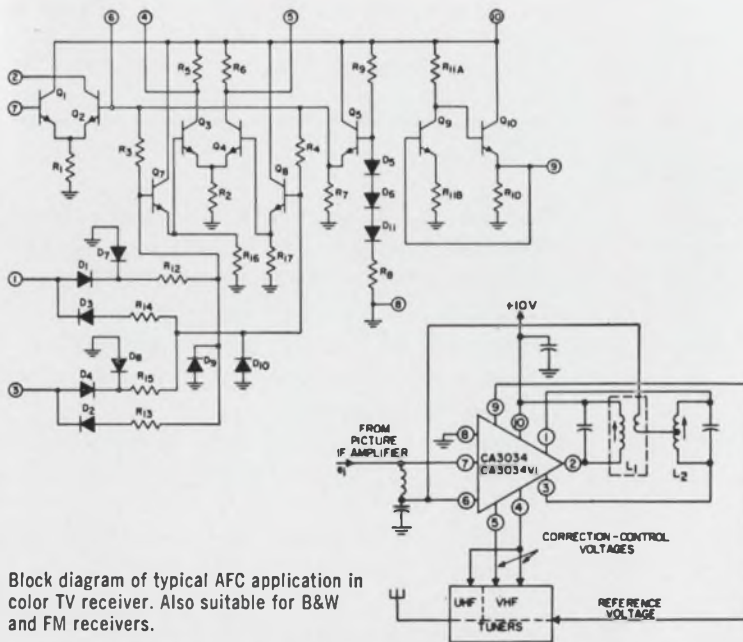 6 4 5 10
R5 R6 R9 R11A
2
Q1 Q2 Q3 Q4 Q5 Q9 Q10
7
R3 Q7 Q8 R4
D5
R1 R2 R7 D6 R11B R10 9
D11
R16 R17 R8
D7
1 D1 R12
8
D3 R14
D8 D9 D10
D4 R15
3
D2 R13
+10V
9
10
1
FROM
PICTURE
IF AMPLIFIER
ei
8
7
6
CA3034
CA3034VI
2
L1
L2
3
4
5
CORRECTION-CONTROL
VOLTAGES
UHF VHF
TUNERS
REFERENCE
VOLTAGE
Block diagram of typical AFC application in
color TV receiver. Also suitable for B&W
and FM receivers.